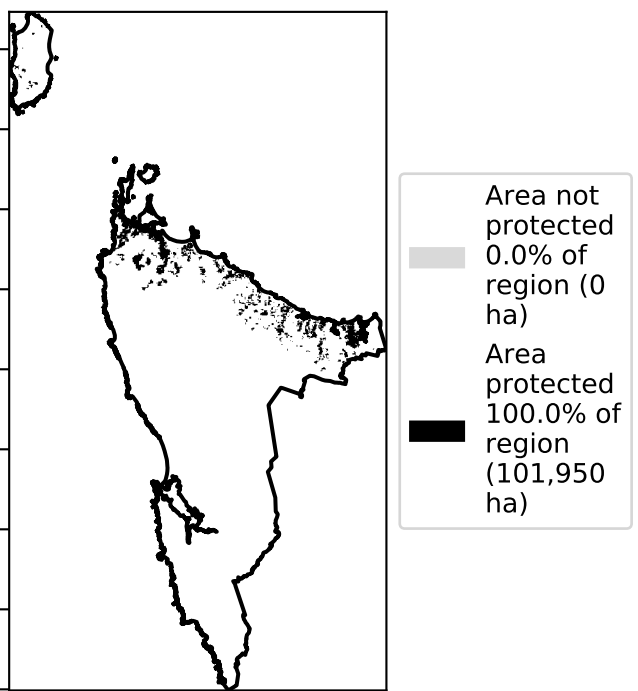 Area not
protected
0.0% of
region (0
ha)
Area
protected
100.0% of
region
(101,950
ha)